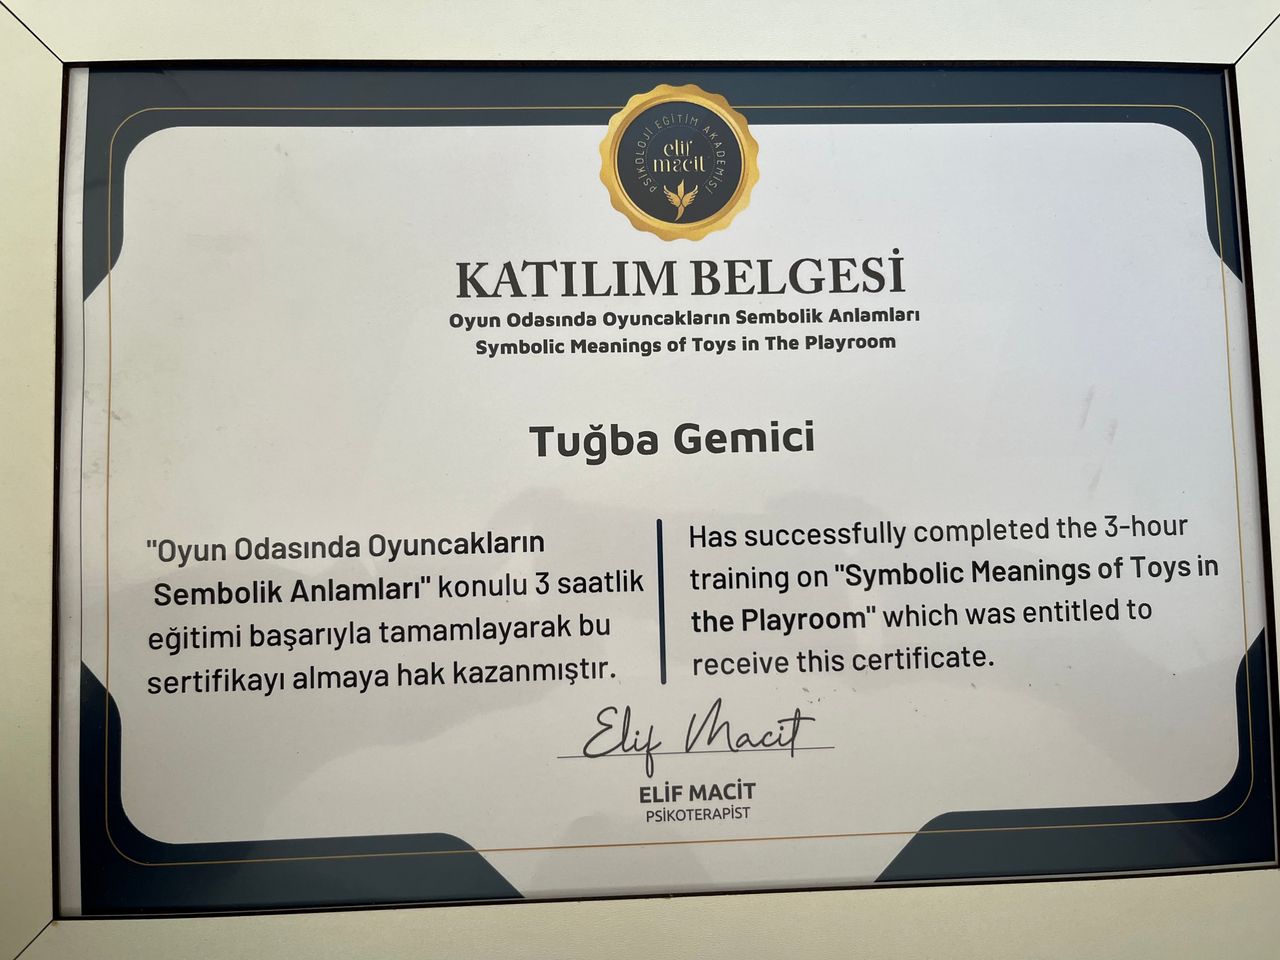 PSİKOLOJİ EĞİTİM AKADEMİSİ
elif
macit
KATILIM BELGESİ
Oyun Odasında Oyuncakların Sembolik Anlamları
Symbolic Meanings of Toys in The Playroom
Tuğba Gemici
"Oyun Odasında Oyuncakların
Sembolik Anlamları" konulu 3 saatlik
eğitimi başarıyla tamamlayarak bu
sertifikayı almaya hak kazanmıştır.
Has successfully completed the 3-hour
training on "Symbolic Meanings of Toys in
the Playroom" which was entitled to
receive this certificate.
Elif Macit
ELİF MACİT
PSİKOTERAPİST